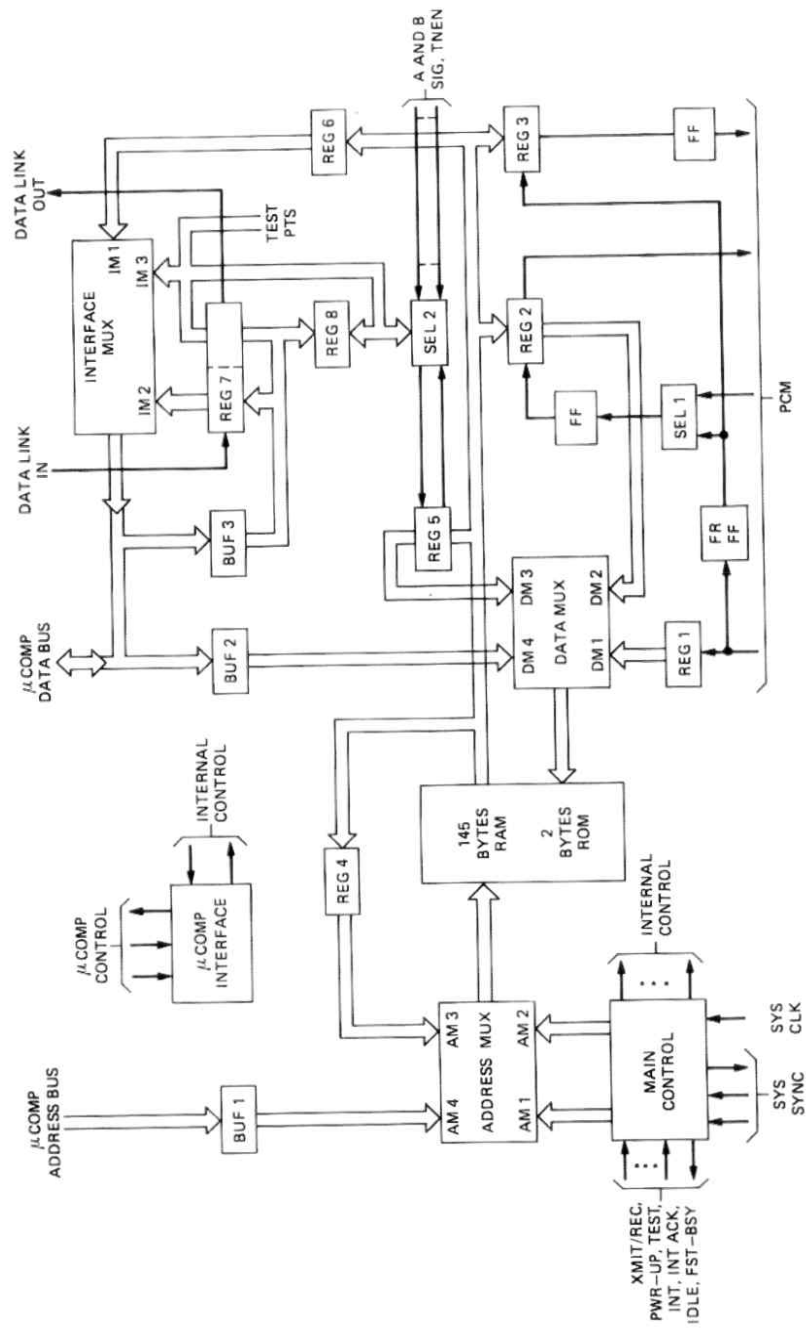 μCOMP
ADDRESS BUS
BUF 1
AM 4
AM 3
ADDRESS MUX
AM 1
AM 2
XMIT/REC,
PWR-UP, TEST,
INT, INT ACK,
IDLE, FST-BSY
MAIN
CONTROL
SYS
SYNC
SYS
CLK
INTERNAL
CONTROL
μCOMP
CONTROL
μCOMP
INTERFACE
INTERNAL
CONTROL
REG 4
145
BYTES
RAM
2
BYTES
ROM
μCOMP
DATA BUS
BUF 2
BUF 3
DM 4
DM 3
DATA MUX
DM 1
DM 2
REG 1
FR
FF
REG 5
DATA LINK
IN
INTERFACE
MUX
IM 2
IM 3
IM 1
REG 7
TEST
PTS
REG 8
SEL 2
REG 2
FF
SEL 1
PCM
DATA LINK
OUT
REG 6
A AND B
SIG, TNEN
REG 3
FF